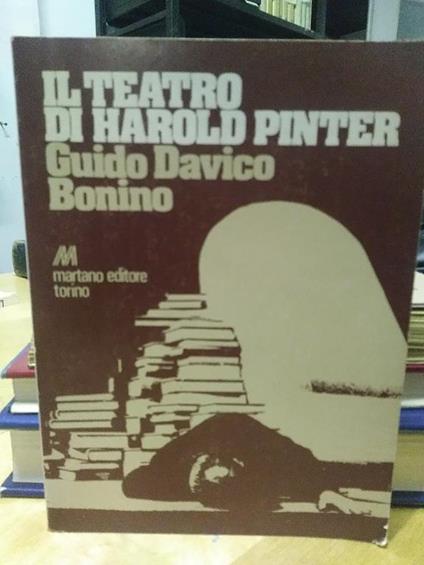 IL TEATRO
DI HAROLD PINTER
Guido Davico
Bonino
M
martano editore
torino